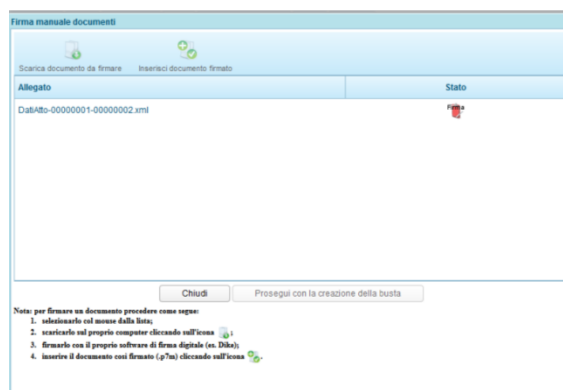 Firma manuale documenti
Scarica documento da firmare Inserisci documento firmato
Allegato Stato
DatiAtto-00000001-00000002.xml Firma
Chiudi Prosegui con la creazione della busta
Nota: per firmare un documento procedere come segue:
1. selezionarlo col mouse dalla lista;
2. scaricarlo sul proprio computer cliccando sull'icona ;
3. firmarlo con il proprio software di firma digitale (es. Dike);
4. inserire il documento così firmato (.p7m) cliccando sull'icona .